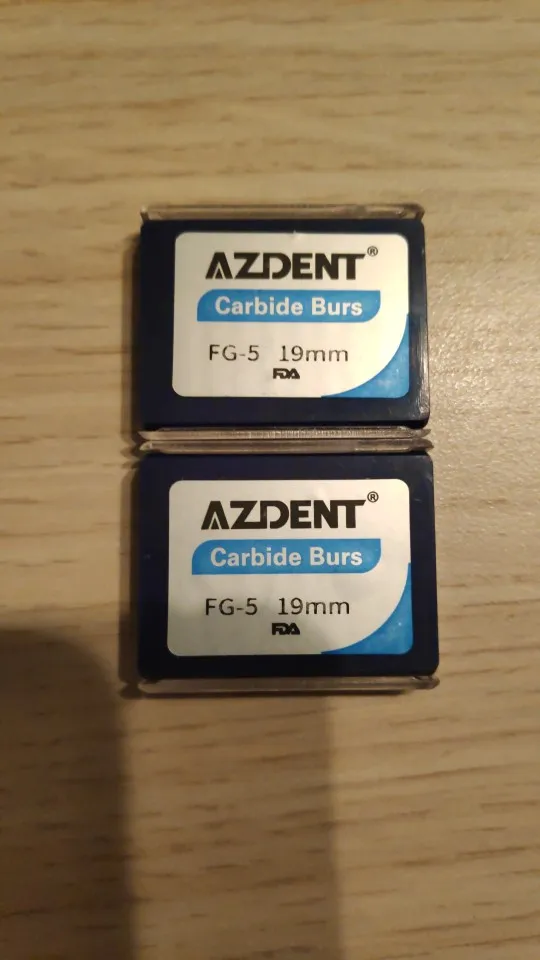 AZDENT®
Carbide Burs
FG-5 19mm
FDA
AZDENT®
Carbide Burs
FG-5 19mm
FDA